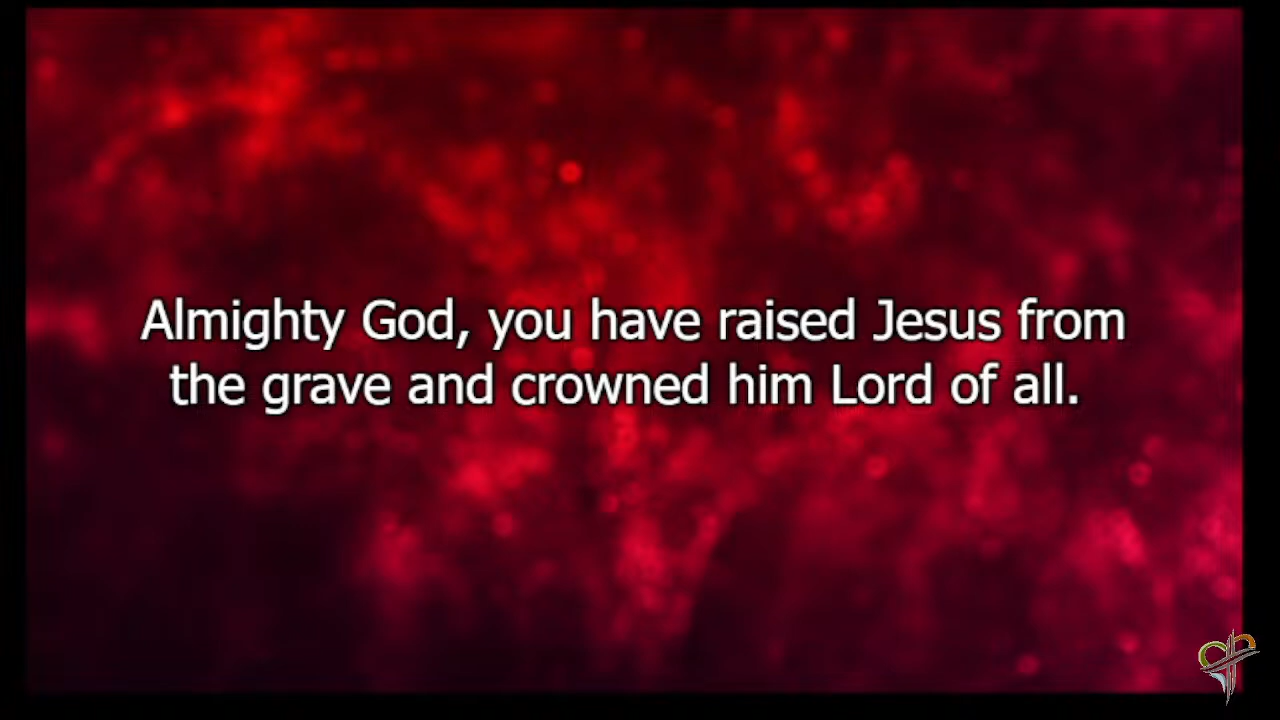 Almighty God, you have raised Jesus from
the grave and crowned him Lord of all.